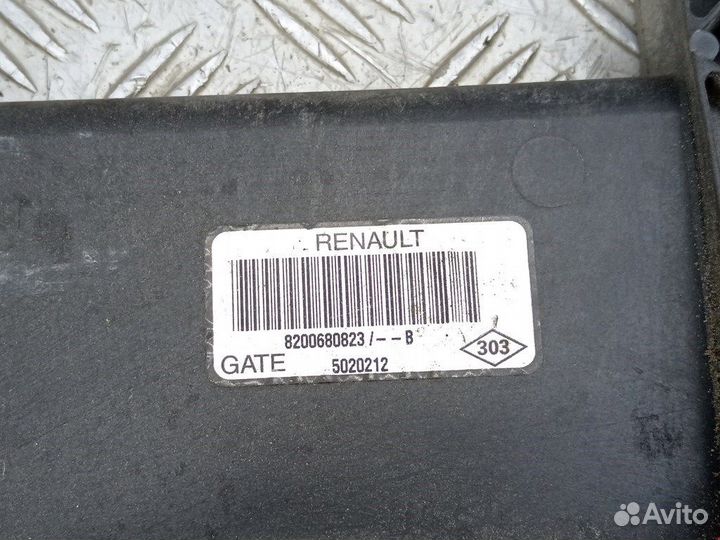 RENAULT
8200680823/--B
303
GATE 5020212
Avito